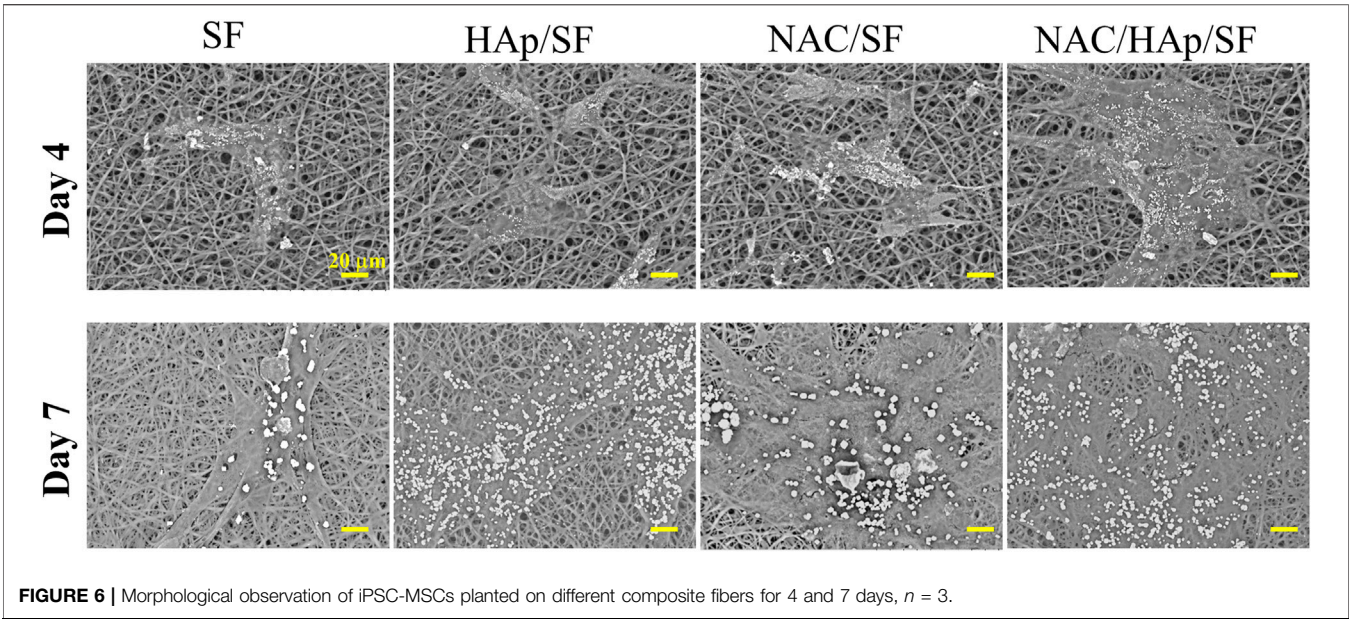 SF HAp/SF NAC/SF NAC/HAp/SF
Day 4
20 μm
Day 7
FIGURE 6 | Morphological observation of iPSC-MSCs planted on different composite fibers for 4 and 7 days, n = 3.